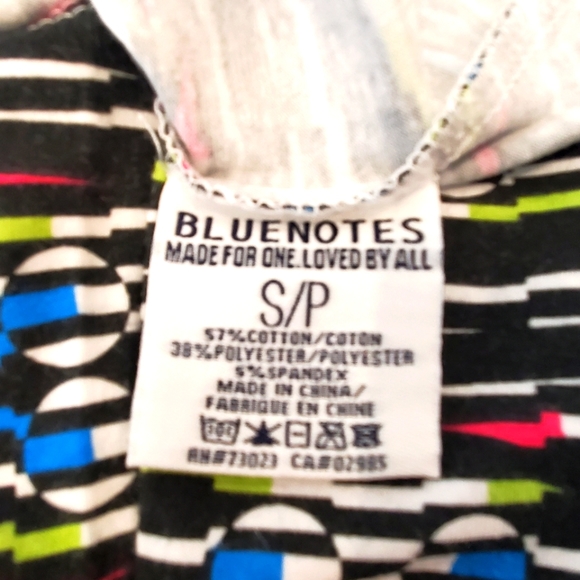 BLUENOTES
MADE FOR ONE.LOVED BY ALL
S/P
57%COTTON/COTON
38%POLYESTER/POLYESTER
5%SPANDEX
MADE IN CHINA/
FABRIQUE EN CHINE
RN#73023 CA#02985